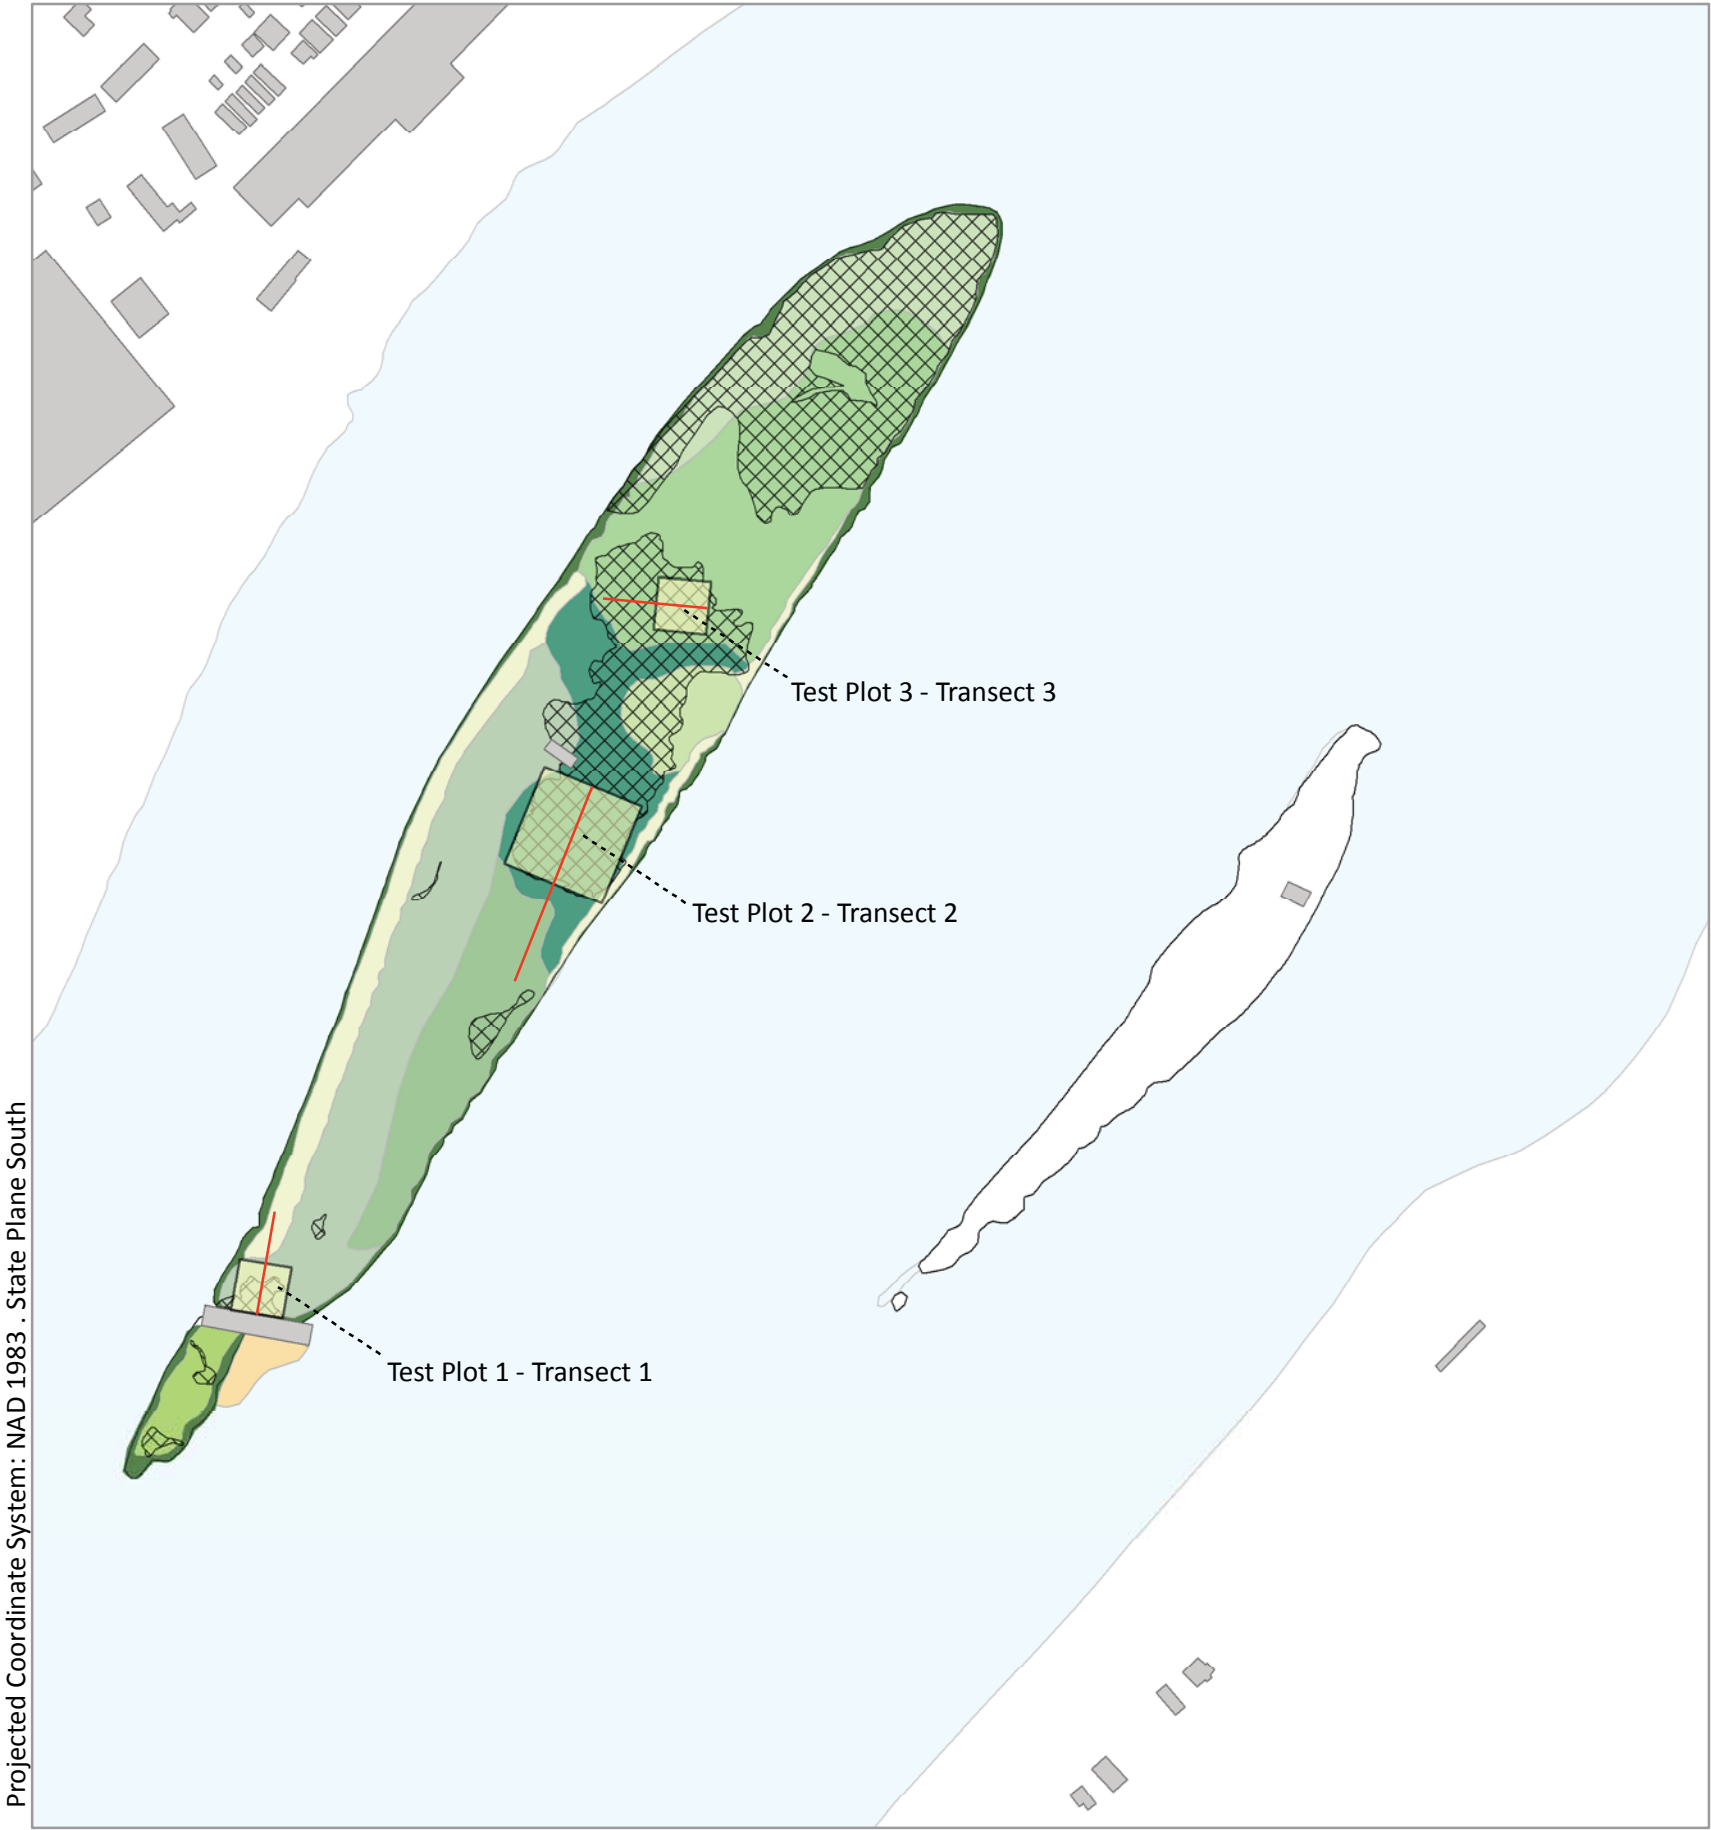 Test Plot 3 - Transect 3
Test Plot 2 - Transect 2
Test Plot 1 - Transect 1
Projected Coordinate System: NAD 1983 . State Plane South